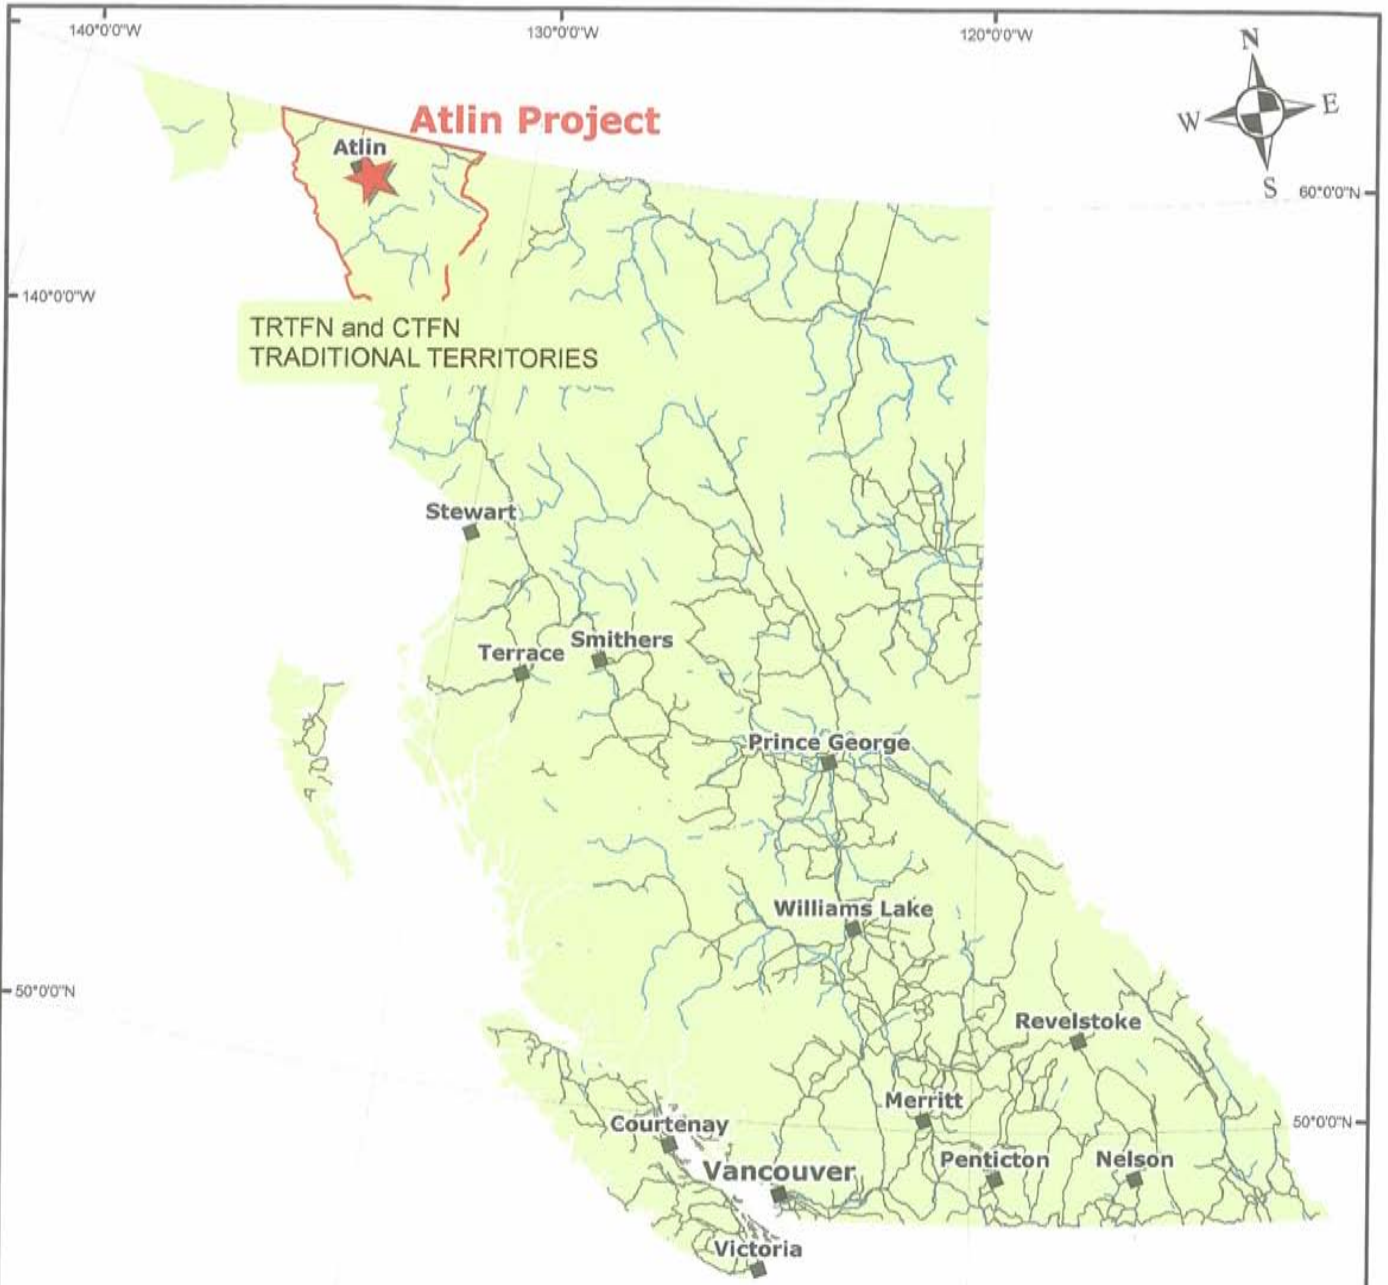 140°0'0"W
130°0'0"W
120°0'0"W
N
W
E
S
Atlin Project
Atlin
60°0'0"N
140°0'0"W
TRTFN and CTFN
TRADITIONAL TERRITORIES
Stewart
Terrace
Smithers
Prince George
Williams Lake
50°0'0"N
Revelstoke
Merritt
50°0'0"N
Courtenay
Penticton
Nelson
Vancouver
Victoria